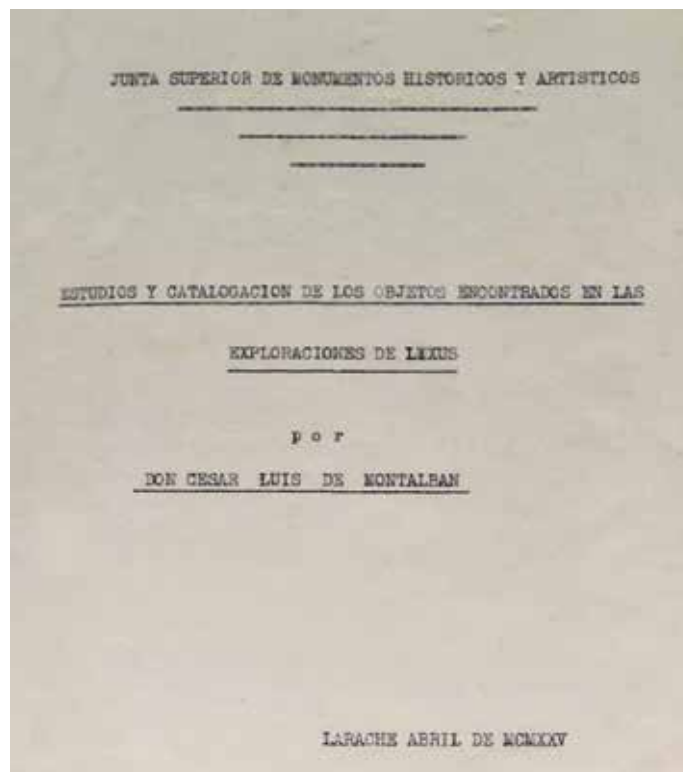 JUNTA SUPERIOR DE MONUMENTOS HISTORICOS Y ARTISTICOS
ESTUDIOS Y CATALOGACION DE LOS OBJETOS ENCONTRADOS EN LAS
EXPLORACIONES DE LIXUS
por
DON CESAR LUIS DE MONTALBAN
LARACHE ABRIL DE MCMXXV